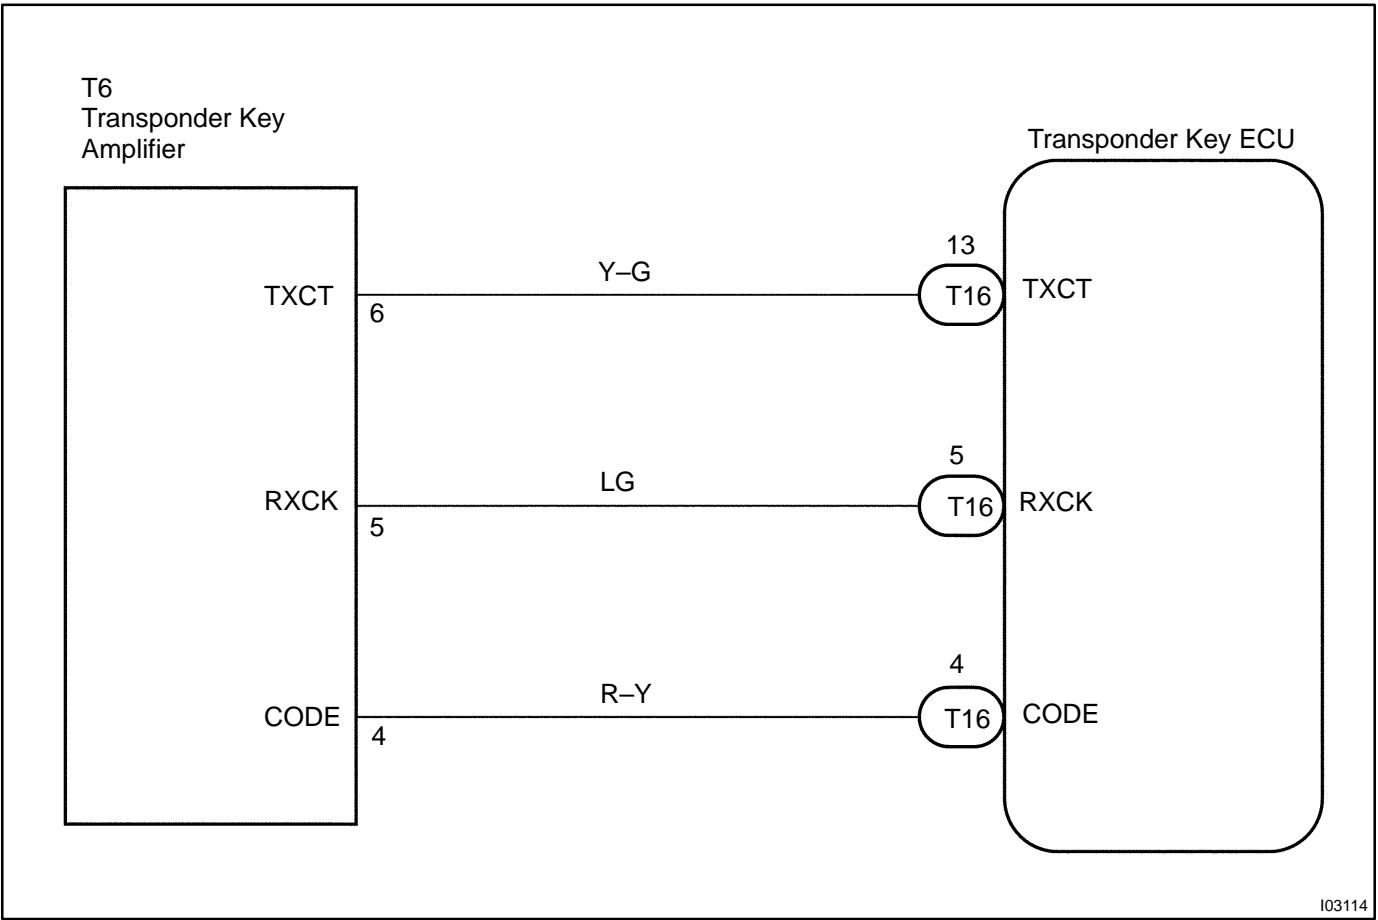 T6
Transponder Key
Amplifier
Transponder Key ECU
13
Y–G
TXCT
6
T16
TXCT
5
LG
RXCK
5
T16
RXCK
4
R–Y
CODE
4
T16
CODE
I03114